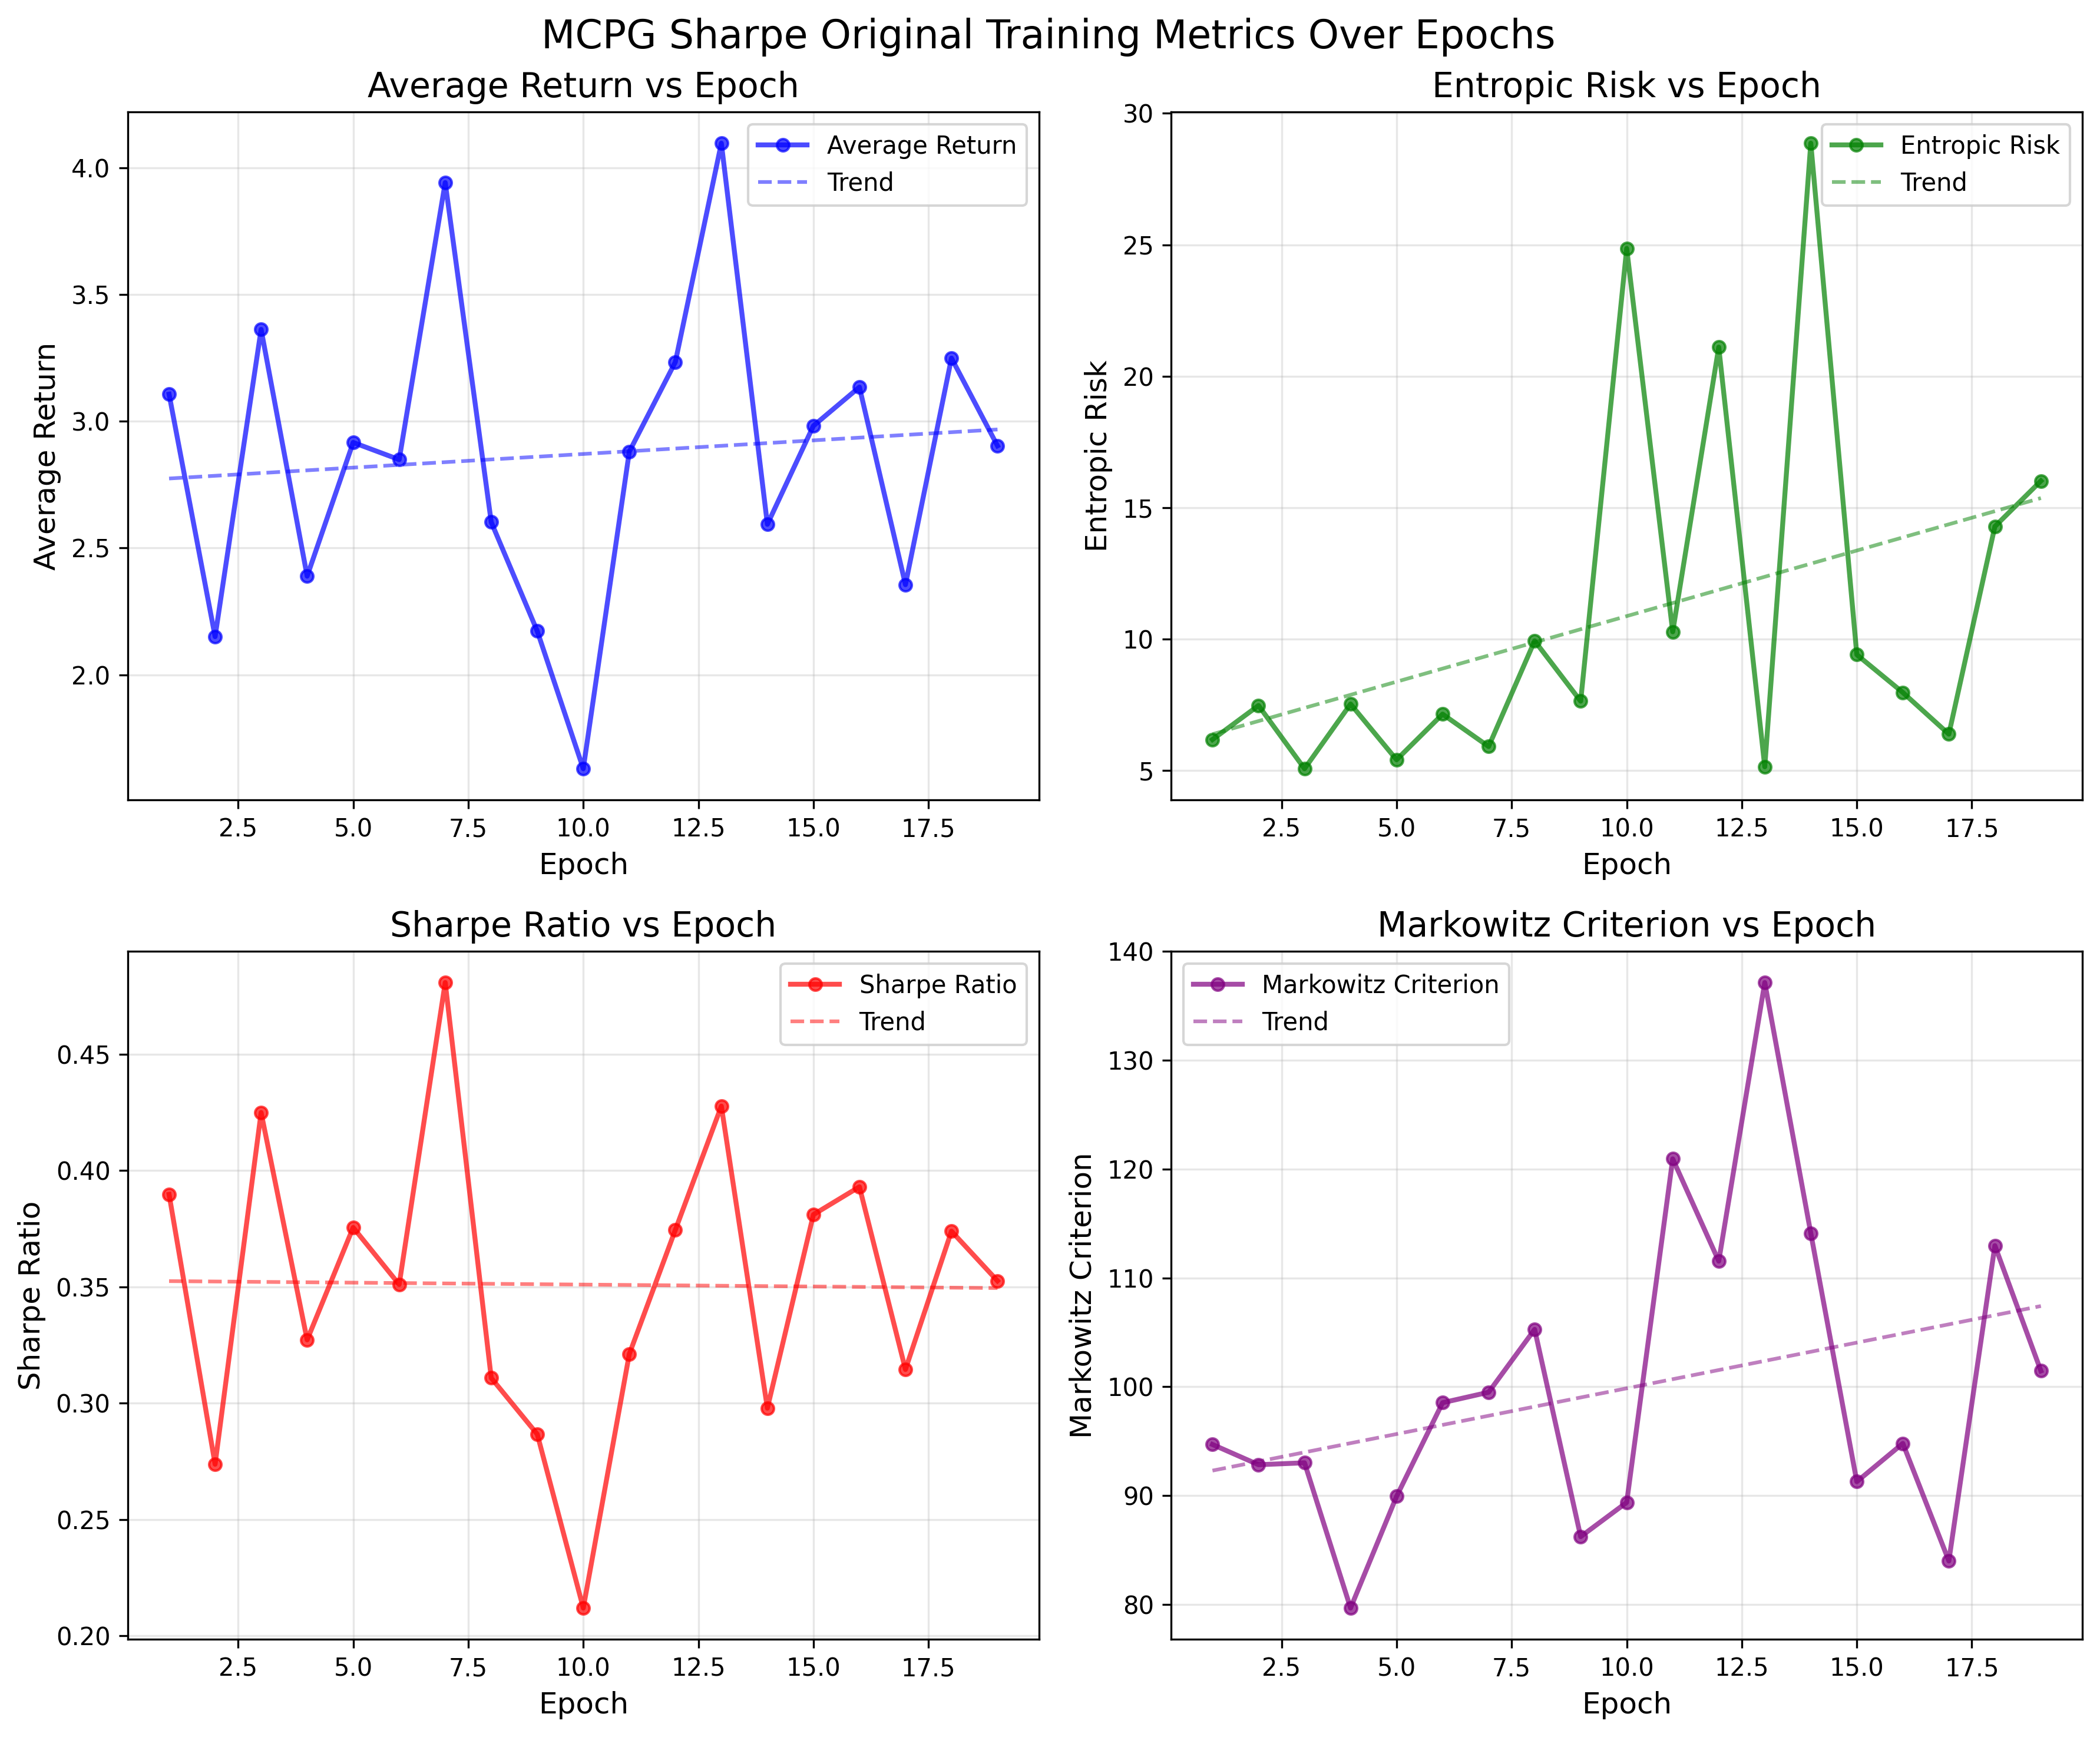 MCPG Sharpe Original Training Metrics Over Epochs
Average Return vs Epoch
Average Return
Trend
4.0
3.5
3.0
2.5
2.0
Average Return
2.5 5.0 7.5 10.0 12.5 15.0 17.5
Epoch
Entropic Risk vs Epoch
Entropic Risk
Trend
30
25
20
15
10
5
Entropic Risk
2.5 5.0 7.5 10.0 12.5 15.0 17.5
Epoch
Sharpe Ratio vs Epoch
Sharpe Ratio
Trend
0.45
0.40
0.35
0.30
0.25
0.20
Sharpe Ratio
2.5 5.0 7.5 10.0 12.5 15.0 17.5
Epoch
Markowitz Criterion vs Epoch
Markowitz Criterion
Trend
140
130
120
110
100
90
80
Markowitz Criterion
2.5 5.0 7.5 10.0 12.5 15.0 17.5
Epoch